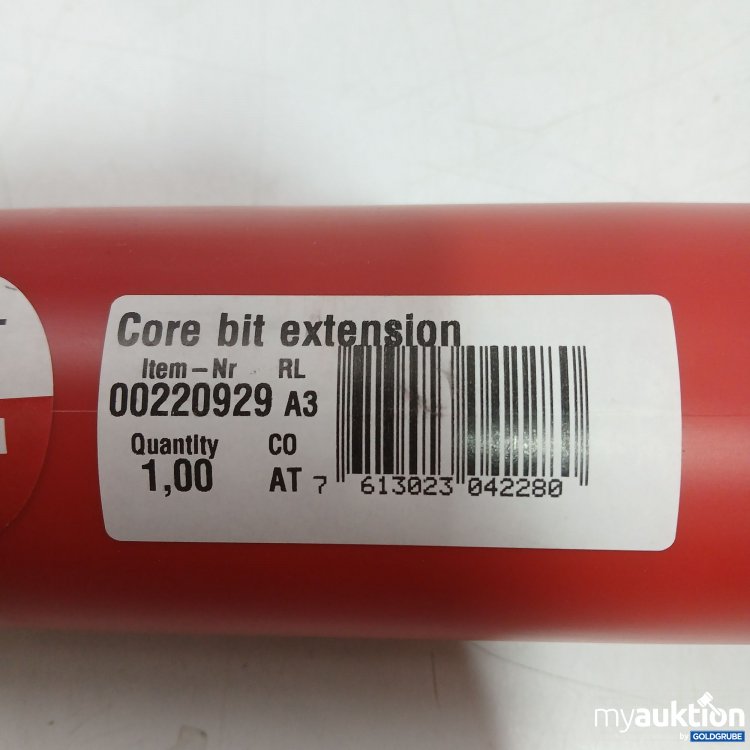 Core bit extension
Item-Nr RL
00220929 A3
Quantity CO
1,00 AT
7 613023 042280
myauktion
by GOLDGRUBE